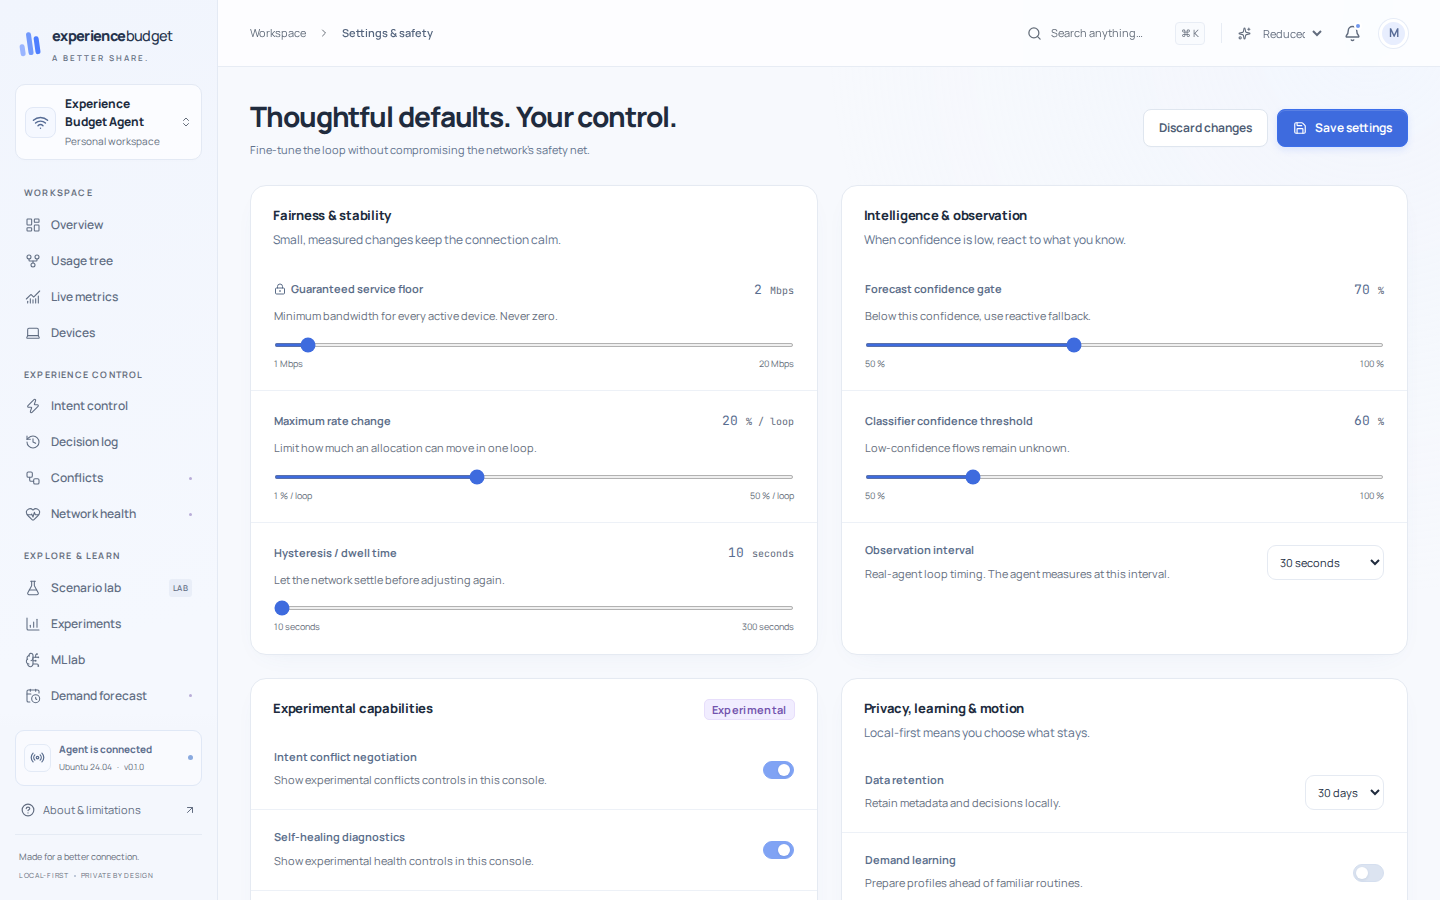 experiencebudget
A BETTER SHARE.
Experience
Budget Agent
Personal workspace
WORKSPACE
Overview
Usage tree
Live metrics
Devices
EXPERIENCE CONTROL
Intent control
Decision log
Conflicts
Network health
EXPLORE & LEARN
Scenario lab
LAB
Experiments
ML lab
Demand forecast
Agent is connected
Ubuntu 24.04 · v0.1.0
About & limitations
Made for a better connection.
LOCAL-FIRST • PRIVATE BY DESIGN
Workspace
Settings & safety
Search anything...
⌘ K
Reduced
M
Thoughtful defaults. Your control.
Fine-tune the loop without compromising the network's safety net.
Discard changes
Save settings
Fairness & stability
Small, measured changes keep the connection calm.
Guaranteed service floor
2 Mbps
Minimum bandwidth for every active device. Never zero.
1 Mbps
20 Mbps
Maximum rate change
20 % / loop
Limit how much an allocation can move in one loop.
1 % / loop
50 % / loop
Hysteresis / dwell time
10 seconds
Let the network settle before adjusting again.
10 seconds
300 seconds
Intelligence & observation
When confidence is low, react to what you know.
Forecast confidence gate
70 %
Below this confidence, use reactive fallback.
50 %
100 %
Classifier confidence threshold
60 %
Low-confidence flows remain unknown.
50 %
100 %
Observation interval
Real-agent loop timing. The agent measures at this interval.
30 seconds
Experimental capabilities
Experimental
Intent conflict negotiation
Show experimental conflicts controls in this console.
Self-healing diagnostics
Show experimental health controls in this console.
Privacy, learning & motion
Local-first means you choose what stays.
Data retention
Retain metadata and decisions locally.
30 days
Demand learning
Prepare profiles ahead of familiar routines.